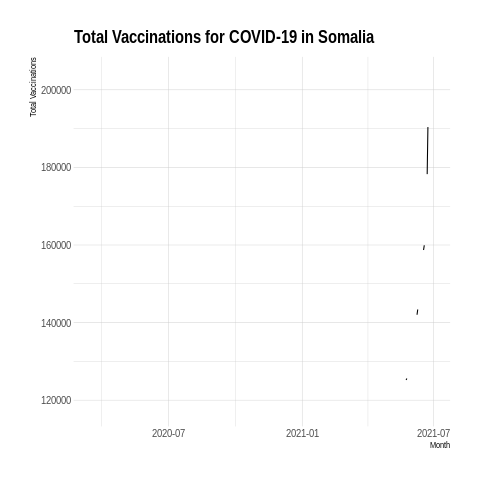 Total Vaccinations for COVID-19 in Somalia
Total Vaccinations
200000
180000
160000
140000
120000
2020-07 2021-01 2021-07
Month